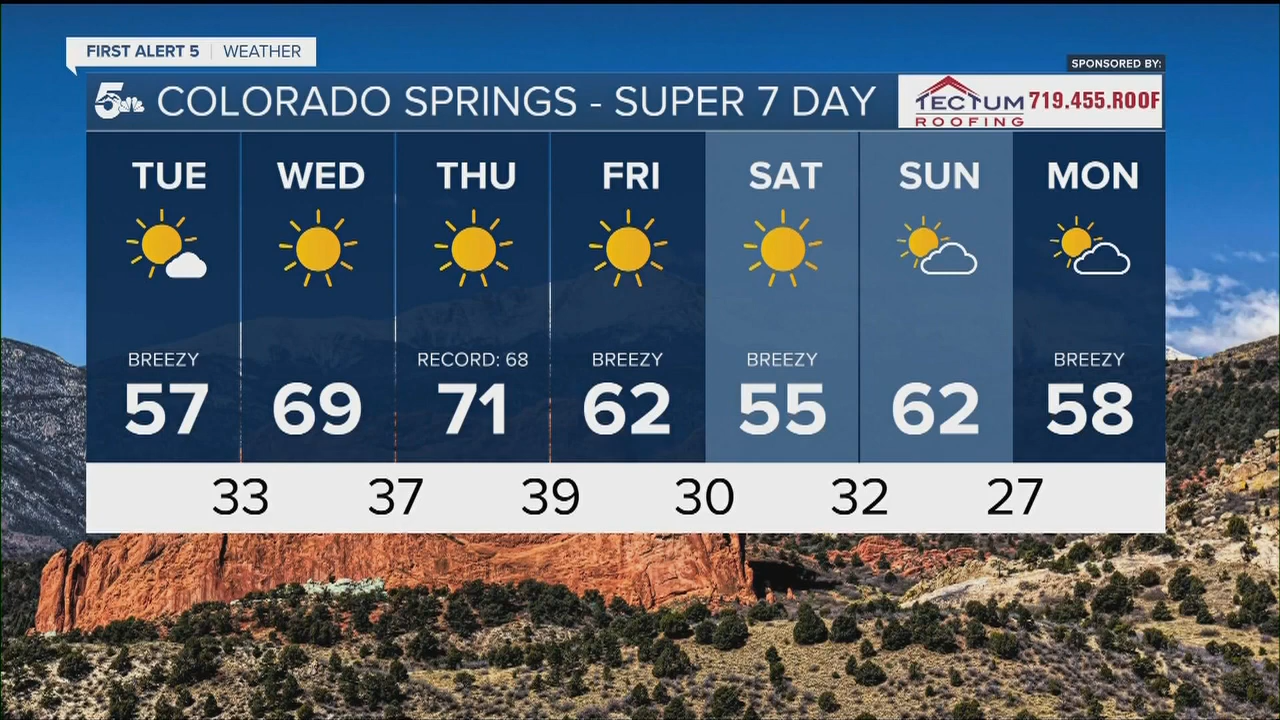 FIRST ALERT 5 | WEATHER
SPONSORED BY:
5 COLORADO SPRINGS - SUPER 7 DAY
TECTUM 719.455.ROOF
ROOFING
TUE WED THU FRI SAT SUN MON
BREEZY RECORD: 68 BREEZY BREEZY BREEZY
57 69 71 62 55 62 58
33 37 39 30 32 27